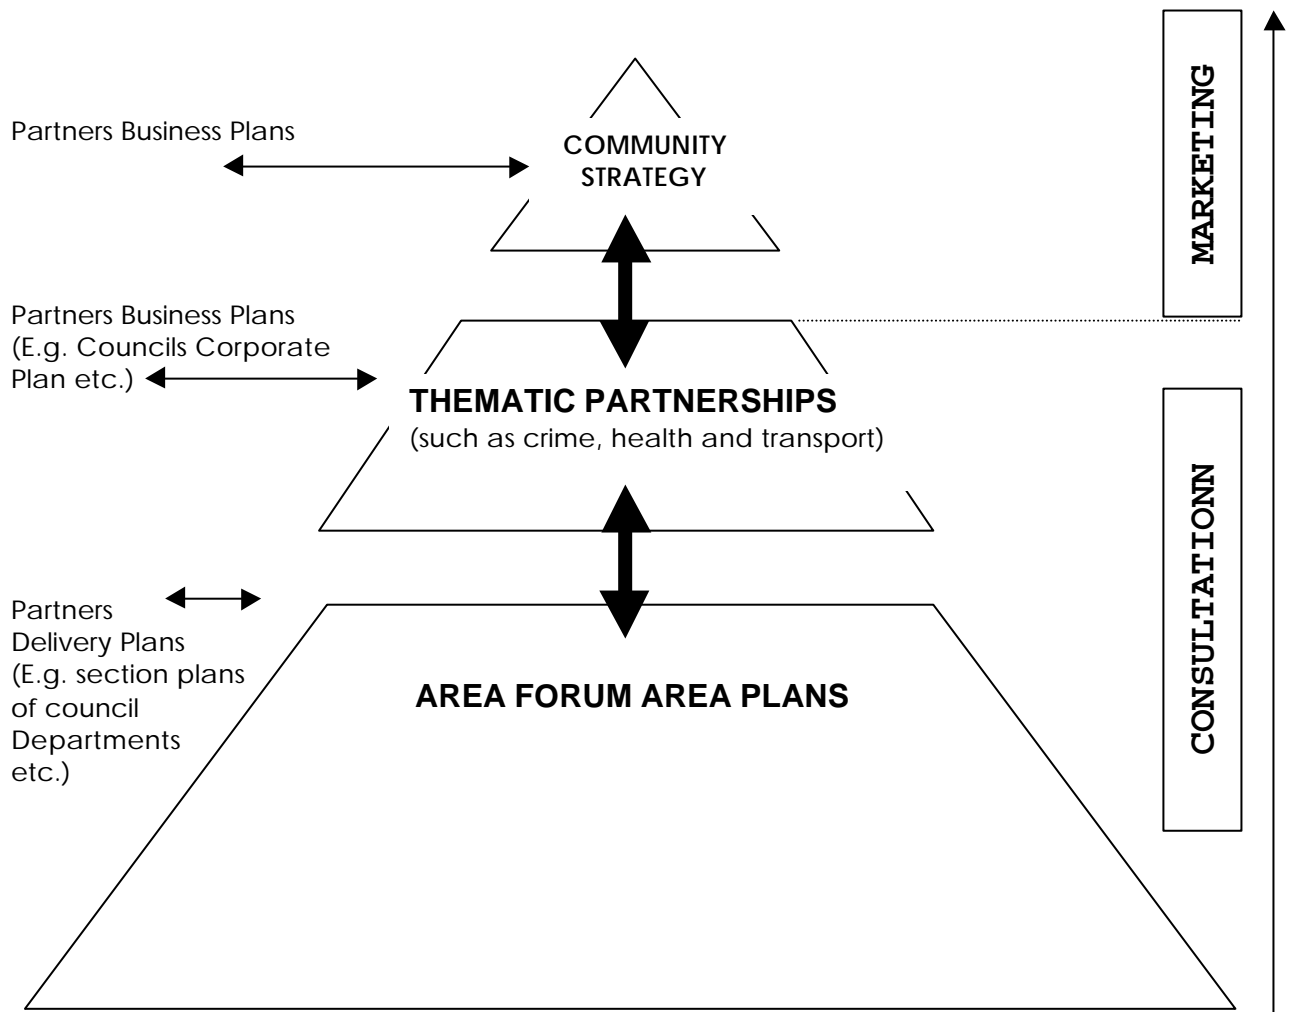 Partners Business Plans
COMMUNITY
STRATEGY
MARKETING
Partners Business Plans
(E.g. Councils Corporate
Plan etc.)
THEMATIC PARTNERSHIPS
(such as crime, health and transport)
CONSULTATIONN
Partners
Delivery Plans
(E.g. section plans
of council
Departments
etc.)
AREA FORUM AREA PLANS